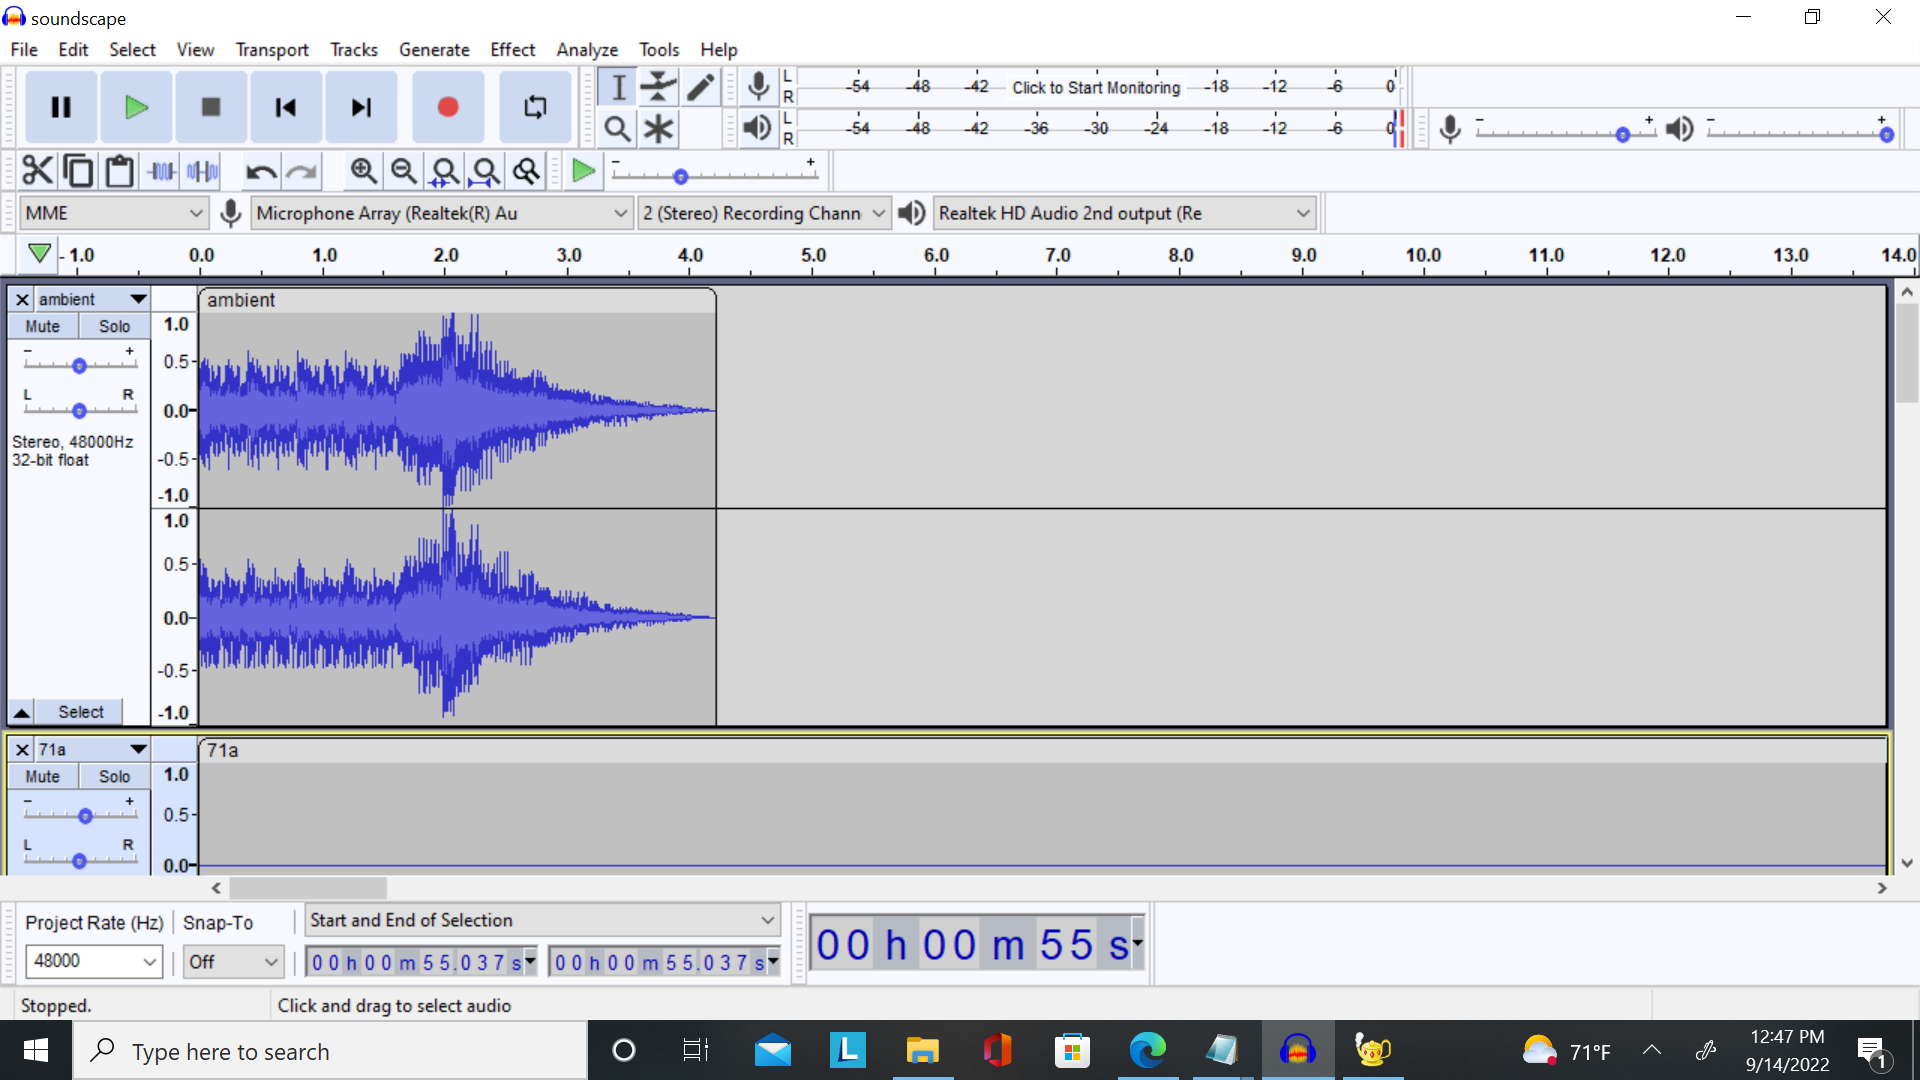 soundscape
File Edit Select View Transport Tracks Generate Effect Analyze Tools Help
L R -54 -48 -42 Click to Start Monitoring -18 -12 -6 0
L R -54 -48 -42 -36 -30 -24 -18 -12 -6 0
- + - +
- +
MME Microphone Array (Realtek(R) Au 2 (Stereo) Recording Chann Realtek HD Audio 2nd output (Re
-1.0 0.0 1.0 2.0 3.0 4.0 5.0 6.0 7.0 8.0 9.0 10.0 11.0 12.0 13.0 14.0
ambient
Mute Solo
- +
L R
Stereo, 48000Hz
32-bit float
Select
1.0
0.5
0.0
-0.5
-1.0
1.0
0.5
0.0
-0.5
-1.0
ambient
71a
Mute Solo
- +
L R
1.0
0.5
0.0
71a
Project Rate (Hz) Snap-To Start and End of Selection
48000 Off 00 h 00 m 55.037 s 00 h 00 m 55.037 s
00 h 00 m 55 s
Stopped. Click and drag to select audio
Type here to search
L
71°F
12:47 PM
9/14/2022
1